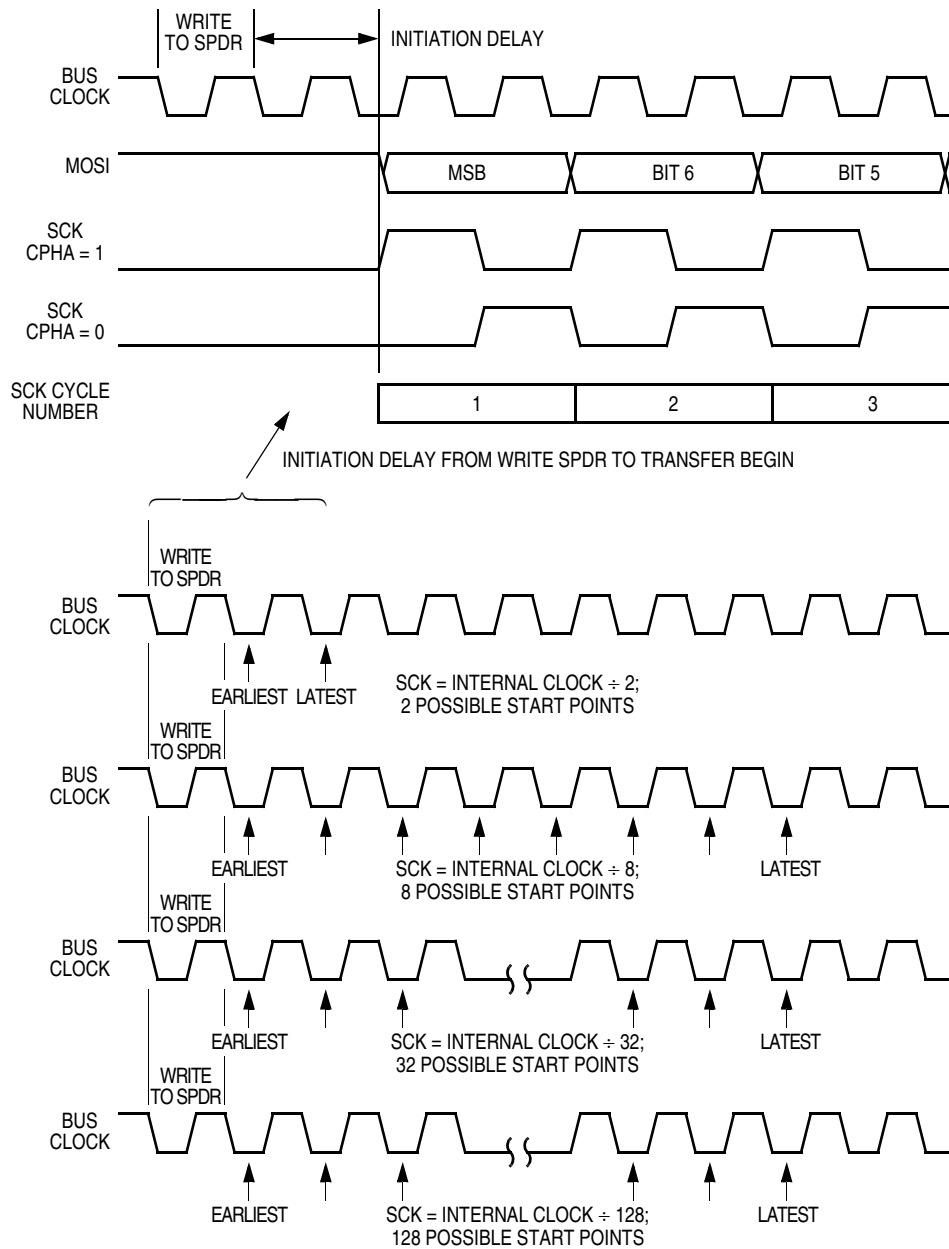 WRITE
TO SPDR
INITIATION DELAY
BUS
CLOCK
MOSI
MSB
BIT 6
BIT 5
SCK
CPHA = 1
SCK
CPHA = 0
SCK CYCLE
NUMBER
1
2
3
INITIATION DELAY FROM WRITE SPDR TO TRANSFER BEGIN
WRITE
TO SPDR
BUS
CLOCK
EARLIEST
LATEST
SCK = INTERNAL CLOCK ÷ 2;
2 POSSIBLE START POINTS
WRITE
TO SPDR
BUS
CLOCK
EARLIEST
SCK = INTERNAL CLOCK ÷ 8;
8 POSSIBLE START POINTS
LATEST
WRITE
TO SPDR
BUS
CLOCK
EARLIEST
SCK = INTERNAL CLOCK ÷ 32;
32 POSSIBLE START POINTS
LATEST
WRITE
TO SPDR
BUS
CLOCK
EARLIEST
SCK = INTERNAL CLOCK ÷ 128;
128 POSSIBLE START POINTS
LATEST